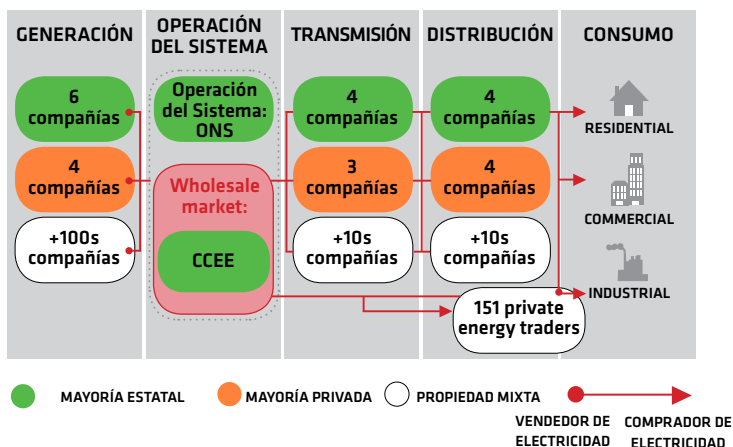 GENERACIÓN
OPERACIÓN
DEL SISTEMA
TRANSMISIÓN
DISTRIBUCIÓN
CONSUMO
6
compañías
4
compañías
+100s
compañías
Operación
del Sistema:
ONS
Wholesale
market:
CCEE
4
compañías
3
compañías
+10s
compañías
4
compañías
4
compañías
+10s
compañías
151 private
energy traders
RESIDENTIAL
COMMERCIAL
INDUSTRIAL
MAYORÍA ESTATAL
MAYORÍA PRIVADA
PROPIEDAD MIXTA
VENDEDOR DE
ELECTRICIDAD
COMPRADOR DE
ELECTRICIDAD